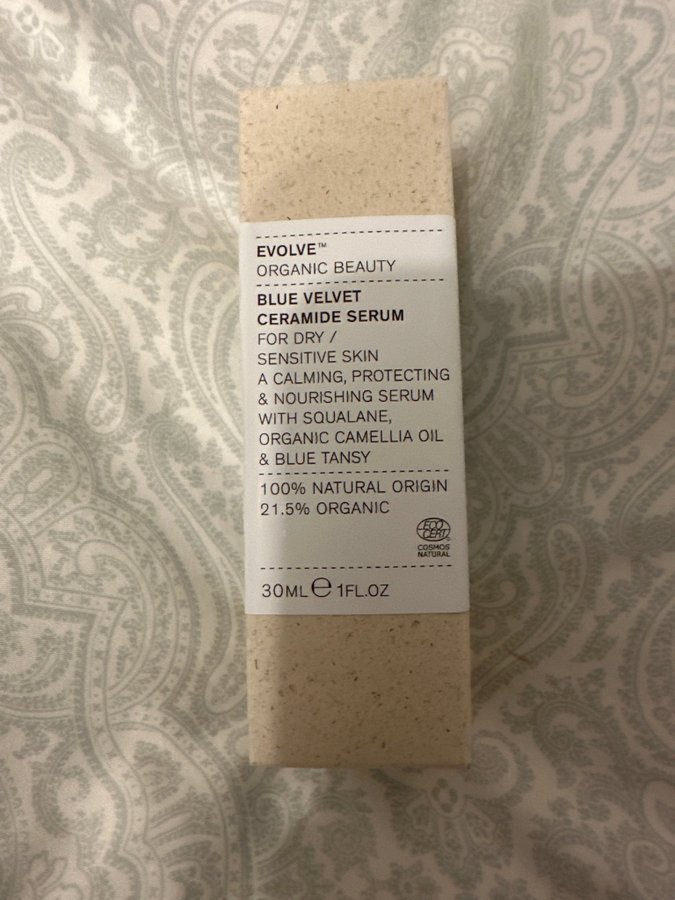 EVOLVE™
ORGANIC BEAUTY
BLUE VELVET
CERAMIDE SERUM
FOR DRY /
SENSITIVE SKIN
A CALMING, PROTECTING
& NOURISHING SERUM
WITH SQUALANE,
ORGANIC CAMELLIA OIL
& BLUE TANSY
100% NATURAL ORIGIN
21.5% ORGANIC
ECO
CERT
COSMOS
NATURAL
30ML ℮ 1FL.OZ